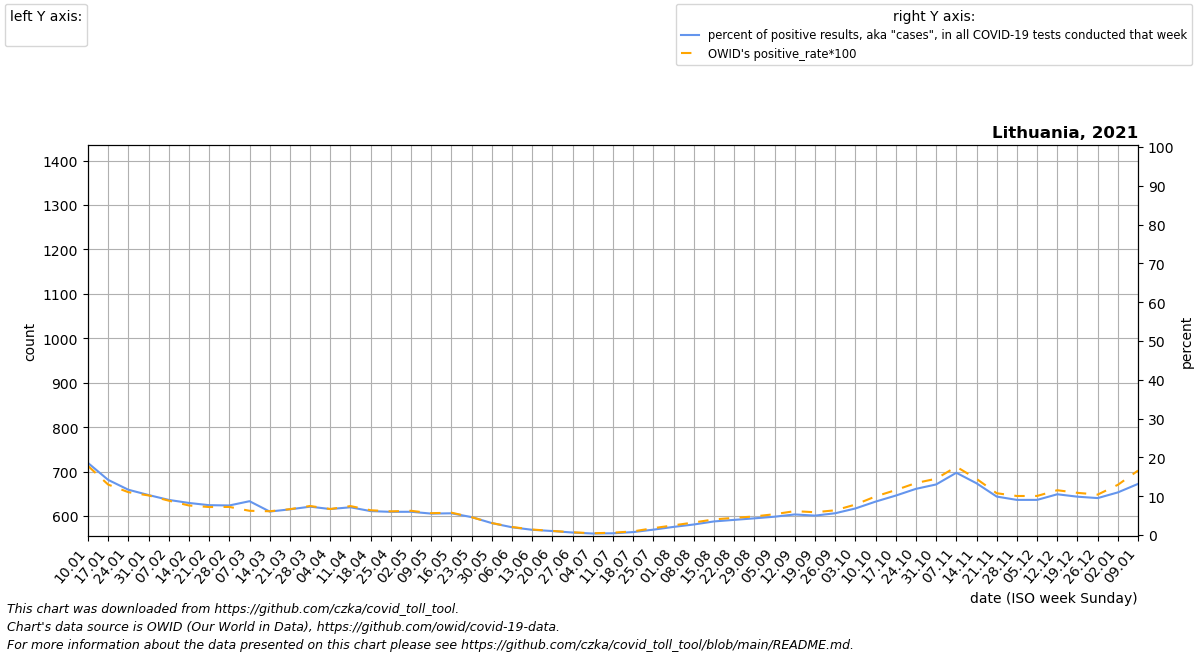 left Y axis:
right Y axis:
percent of positive results, aka "cases", in all COVID-19 tests conducted that week
OWID's positive_rate*100
Lithuania, 2021
1400
1300
1200
1100
1000
900
800
700
600
count
100
90
80
70
60
50
40
30
20
10
0
percent
10.01 17.01 24.01 31.01 07.02 14.02 21.02 28.02 07.03 14.03 21.03 28.03 04.04 11.04 18.04 25.04 02.05 09.05 16.05 23.05 30.05 06.06 13.06 20.06 27.06 04.07 11.07 18.07 25.07 01.08 08.08 15.08 22.08 29.08 05.09 12.09 19.09 26.09 03.10 10.10 17.10 24.10 31.10 07.11 14.11 21.11 28.11 05.12 12.12 19.12 26.12 02.01 09.01
date (ISO week Sunday)
This chart was downloaded from https://github.com/czka/covid_toll_tool.
Chart's data source is OWID (Our World in Data), https://github.com/owid/covid-19-data.
For more information about the data presented on this chart please see https://github.com/czka/covid_toll_tool/blob/main/README.md.